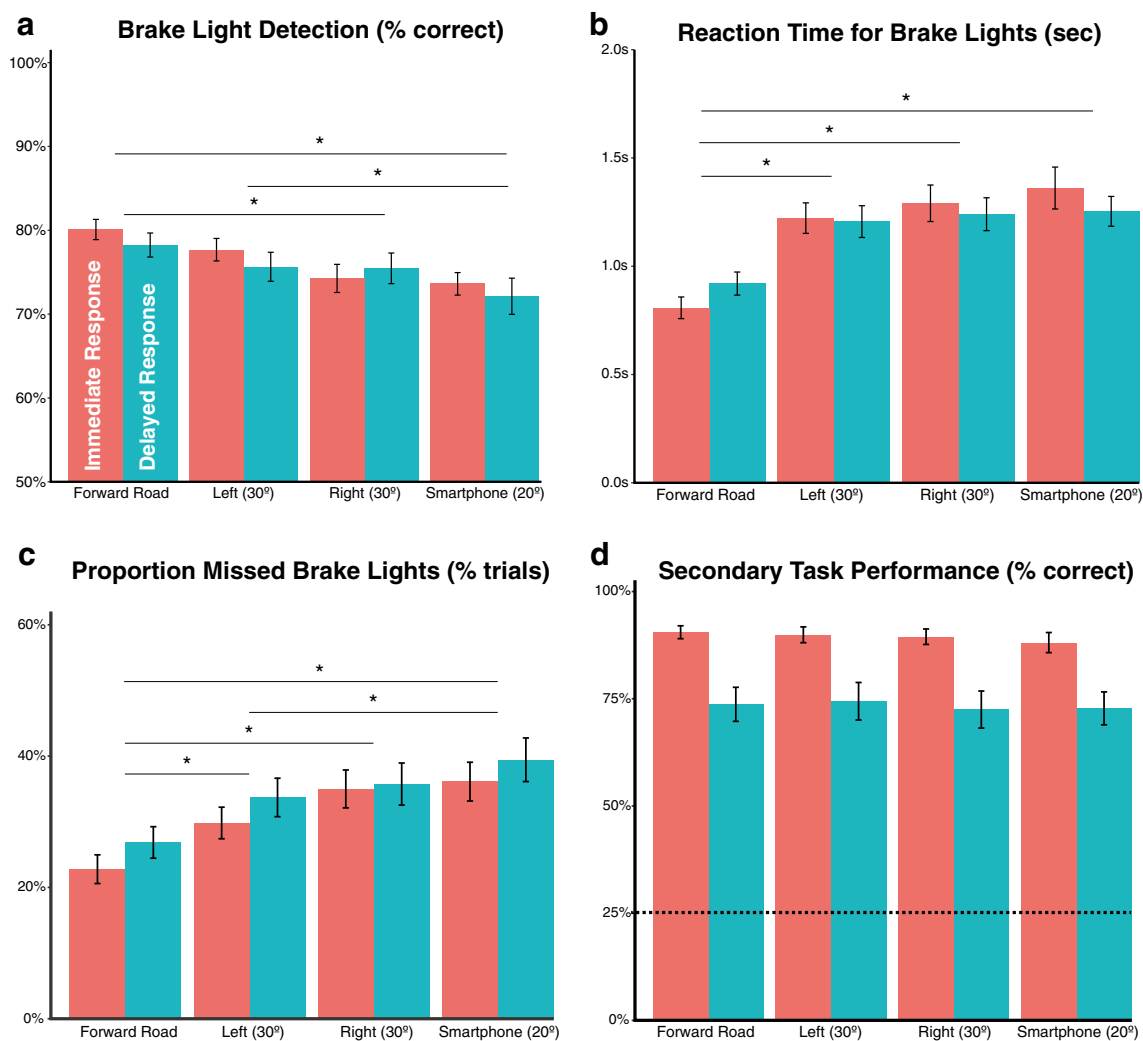 a
Brake Light Detection (% correct)
100%
90%
80%
70%
60%
50%
*
*
*
Immediate Response
Delayed Response
Forward Road
Left (30º)
Right (30º)
Smartphone (20º)
b
Reaction Time for Brake Lights (sec)
2.0s
1.5s
1.0s
0.5s
0.0s
*
*
*
Forward Road
Left (30º)
Right (30º)
Smartphone (20º)
c
Proportion Missed Brake Lights (% trials)
60%
40%
20%
0%
*
*
*
*
Forward Road
Left (30º)
Right (30º)
Smartphone (20º)
d
Secondary Task Performance (% correct)
100%
75%
50%
25%
0%
Forward Road
Left (30º)
Right (30º)
Smartphone (20º)